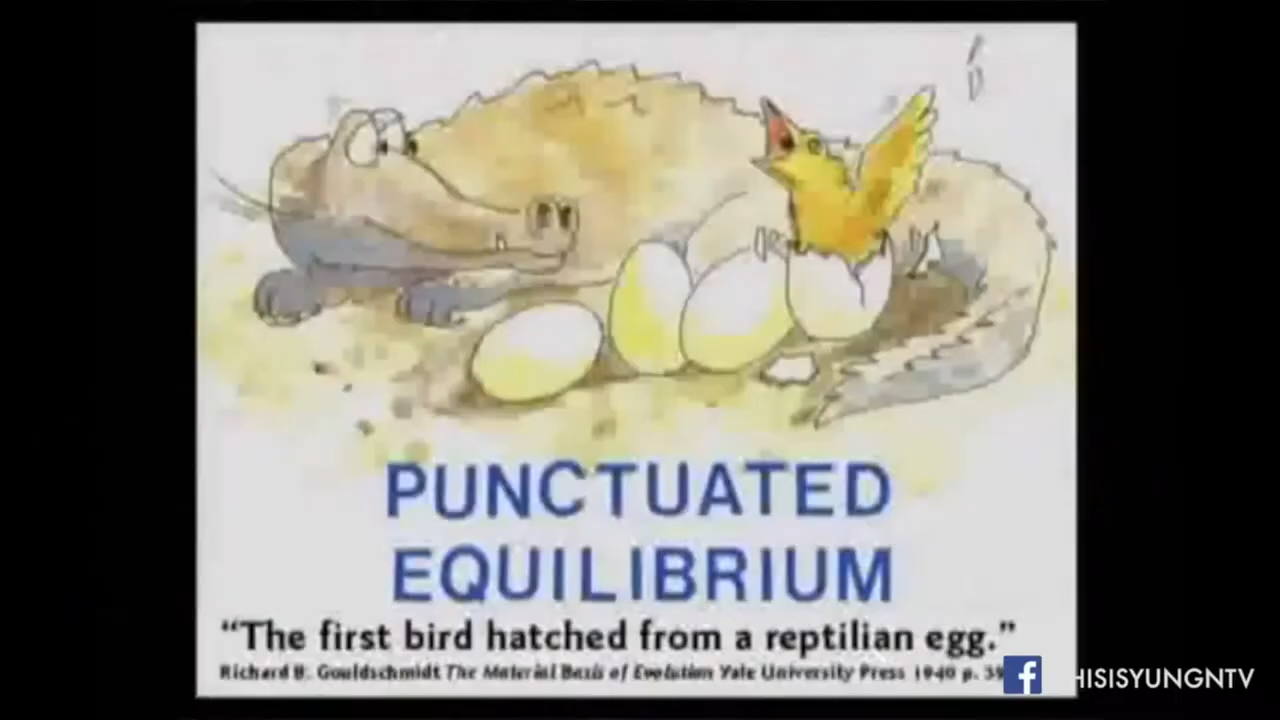 PUNCTUATED
EQUILIBRIUM
“The first bird hatched from a reptilian egg.”
Richard B. Gouldschmidt The Material Basis of Evolution Yale University Press 1940 p.
HISISYUNGNTV